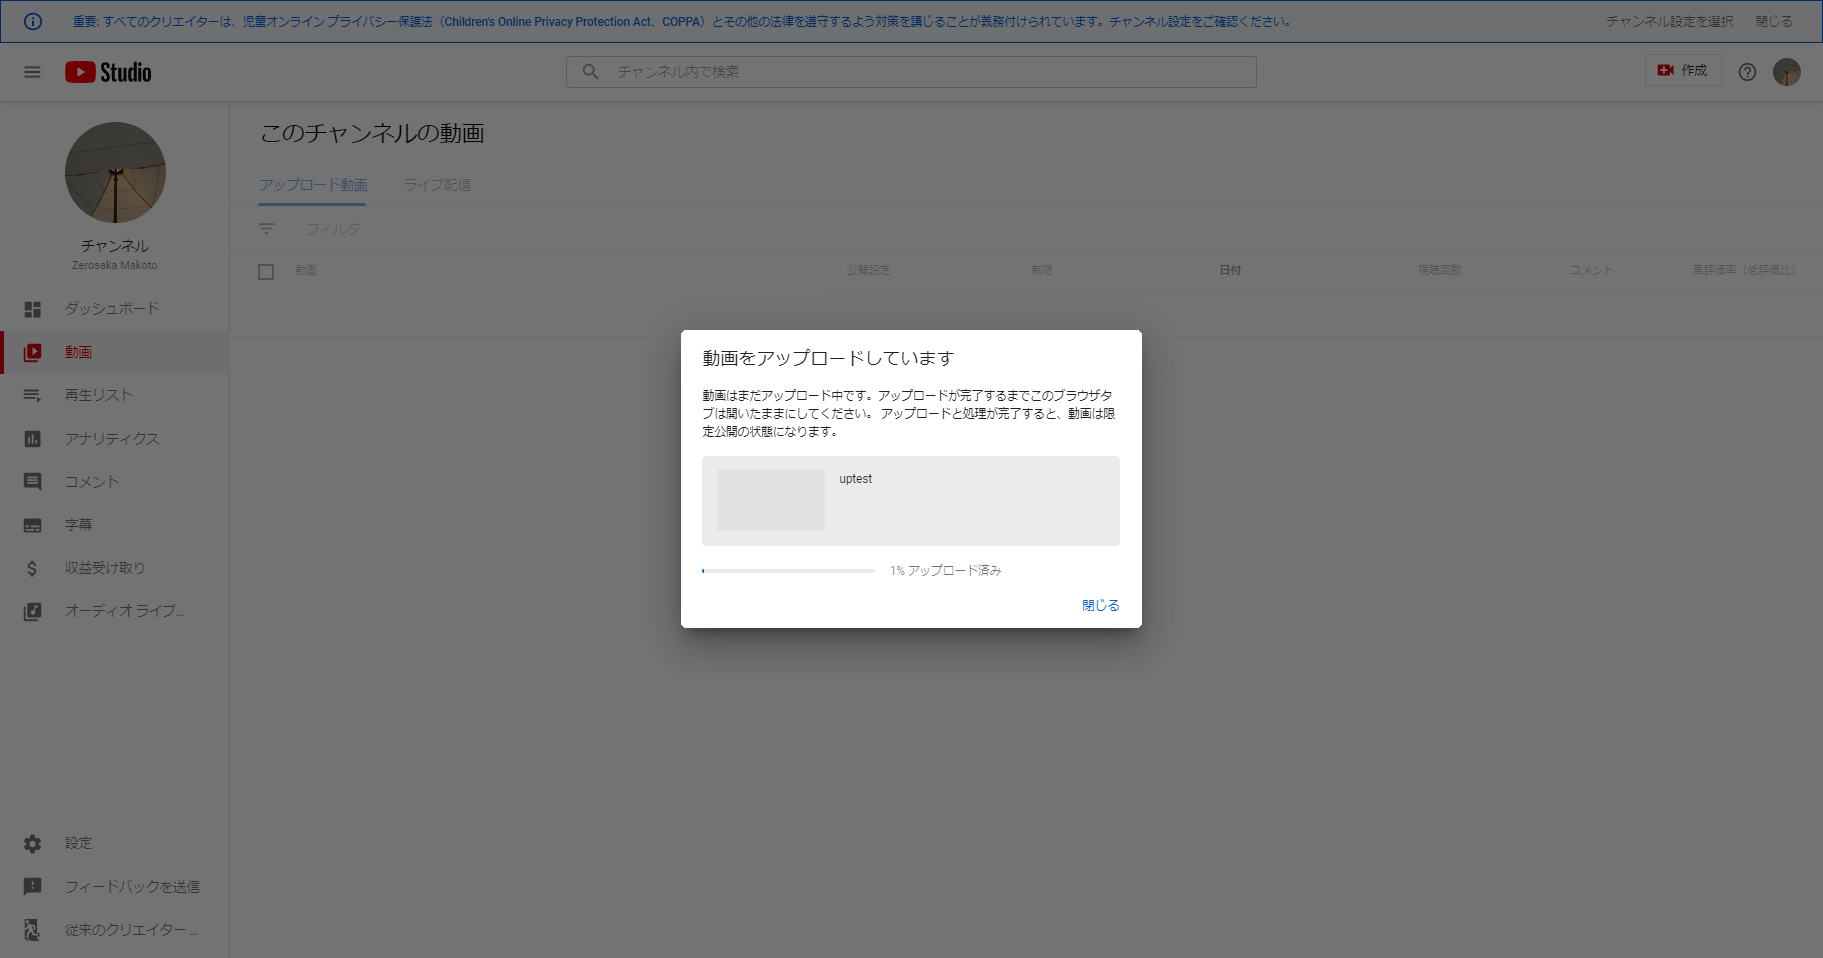 重要: すべてのクリエイターは、児童オンライン プライバシー保護法（Children's Online Privacy Protection Act、COPPA）とその他の法律を遵守するよう対策を講じることが義務付けられています。チャンネル設定をご確認ください。
チャンネル設定を選択
閉じる
Studio
チャンネル内で検索
作成
チャンネル
Zerosaka Makoto
ダッシュボード
動画
再生リスト
アナリティクス
コメント
字幕
収益受け取り
オーディオ ライブ...
設定
フィードバックを送信
従来のクリエイター ...
このチャンネルの動画
アップロード動画
ライブ配信
フィルタ
動画
公開設定
制限
日付
視聴回数
コメント
高評価率（低評価比）
動画をアップロードしています
動画はまだアップロード中です。アップロードが完了するまでこのブラウザタ
ブは開いたままにしてください。 アップロードと処理が完了すると、動画は限
定公開の状態になります。
uptest
1% アップロード済み
閉じる